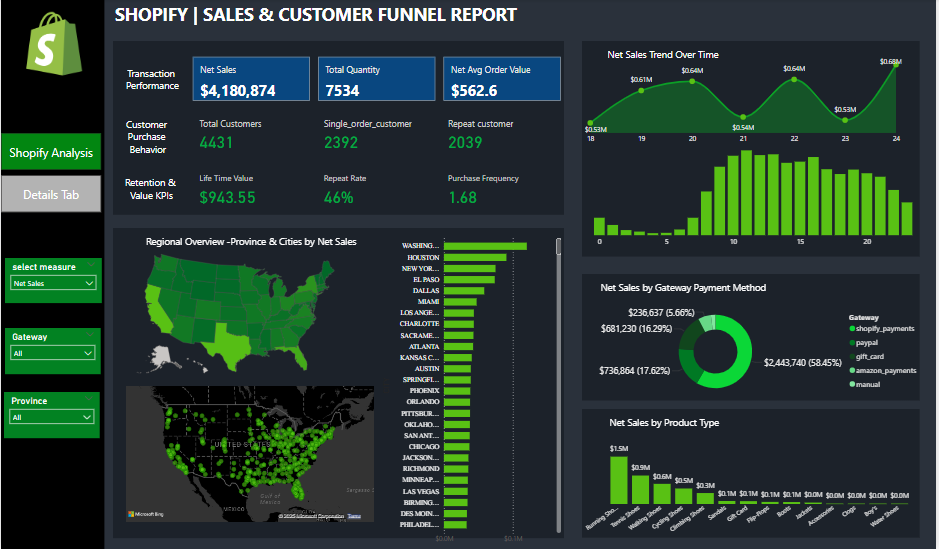 SHOPIFY | SALES & CUSTOMER FUNNEL REPORT
Shopify Analysis
Details Tab
select measure
Net Sales
Gateway
All
Province
All
Transaction
Performance
Net Sales
$4,180,874
Total Quantity
7534
Net Avg Order Value
$562.6
Customer
Purchase
Behavior
Total Customers
4431
Single_order_customer
2392
Repeat customer
2039
Retention &
Value KPIs
Life Time Value
$943.55
Repeat Rate
46%
Purchase Frequency
1.68
Regional Overview -Province & Cities by Net Sales
UNITED STATES
Gulf of
Mexico
MEXICO
Microsoft Bing
© 2025 Microsoft Corporation Terms
WASHING...
HOUSTON
NEW YOR...
EL PASO
DALLAS
MIAMI
LOS ANGE...
CHARLOTTE
SACRAME...
ATLANTA
KANSAS C...
AUSTIN
SPRINGFI...
PHOENIX
ORLANDO
PITTSBUR...
OKLAHO...
SAN ANT...
CHICAGO
JACKSON...
RICHMOND
MINNEAP...
LAS VEGAS
BIRMING...
DES MOIN...
PHILADEL...
$0.0M $0.1M
Net Sales Trend Over Time
$0.53M $0.61M $0.64M $0.54M $0.64M $0.53M $0.68M
18 19 20 21 22 23 24
0 5 10 15 20
Net Sales by Gateway Payment Method
$236,637 (5.66%)
$681,230 (16.29%)
$736,864 (17.62%)
$2,443,740 (58.45%)
Gateway
shopify_payments
paypal
gift_card
amazon_payments
manual
Net Sales by Product Type
$1.5M $0.9M $0.6M $0.5M $0.3M $0.1M $0.1M $0.1M $0.1M $0.0M $0.0M $0.0M $0.0M $0.0M
Running Sho... Tennis Shoes Walking Shoes Cycling Shoes Climbing Shoes Sandals Gift Card Flip-Flops Boots Jackets Accessories Clogs Boy's Water Shoes